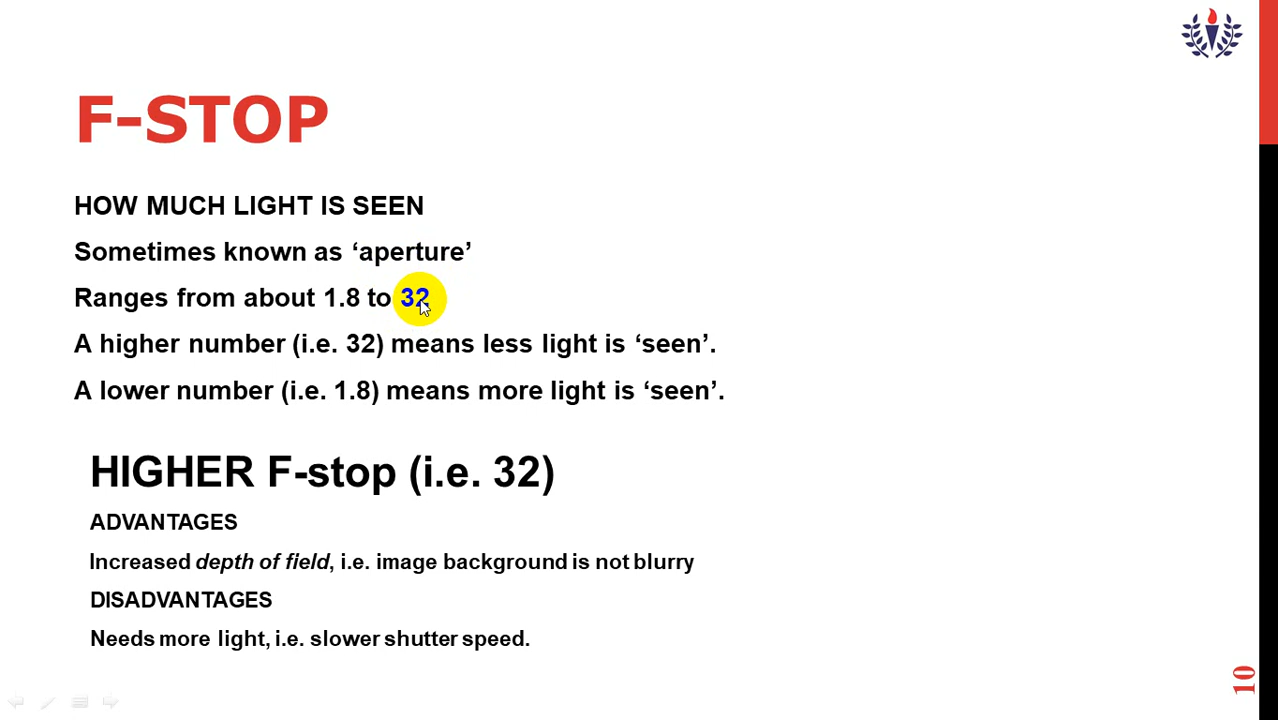 F-STOP
HOW MUCH LIGHT IS SEEN
Sometimes known as ‘aperture’
Ranges from about 1.8 to 32
A higher number (i.e. 32) means less light is ‘seen’.
A lower number (i.e. 1.8) means more light is ‘seen’.
HIGHER F-stop (i.e. 32)
ADVANTAGES
Increased depth of field, i.e. image background is not blurry
DISADVANTAGES
Needs more light, i.e. slower shutter speed.
10